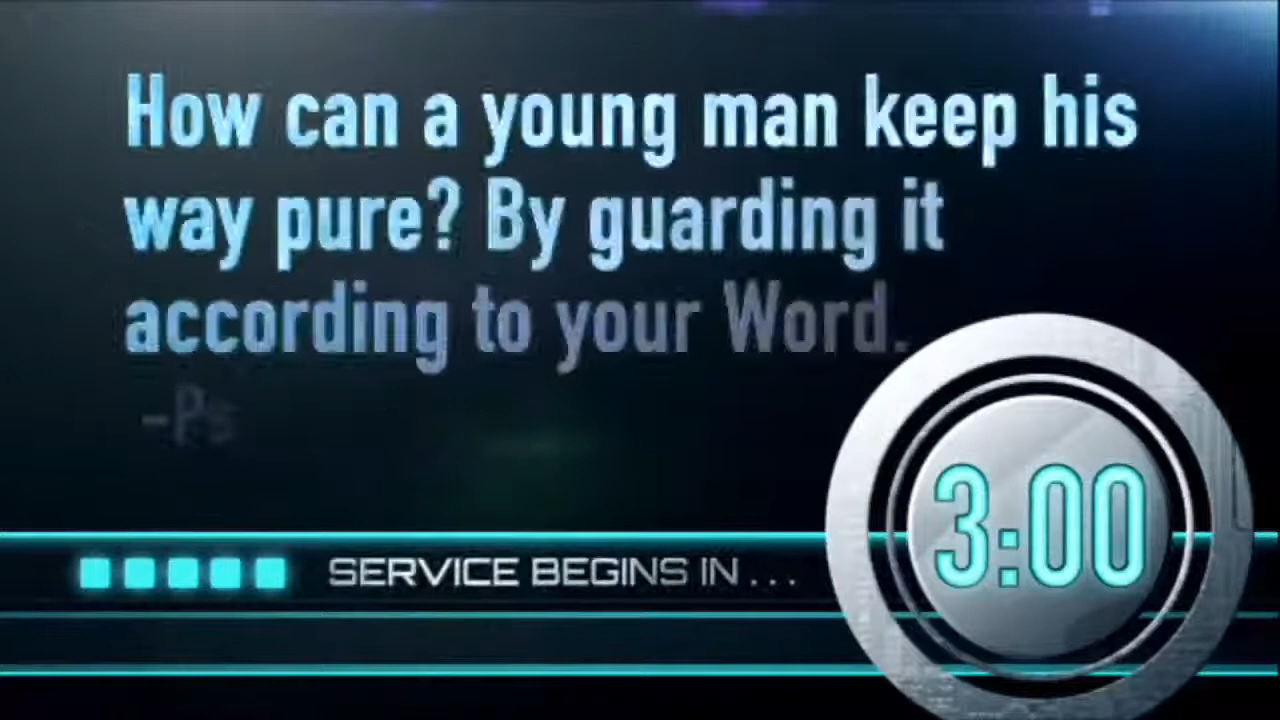 How can a young man keep his
way pure? By guarding it
according to your Word.
-Ps
SERVICE BEGINS IN...
3:00